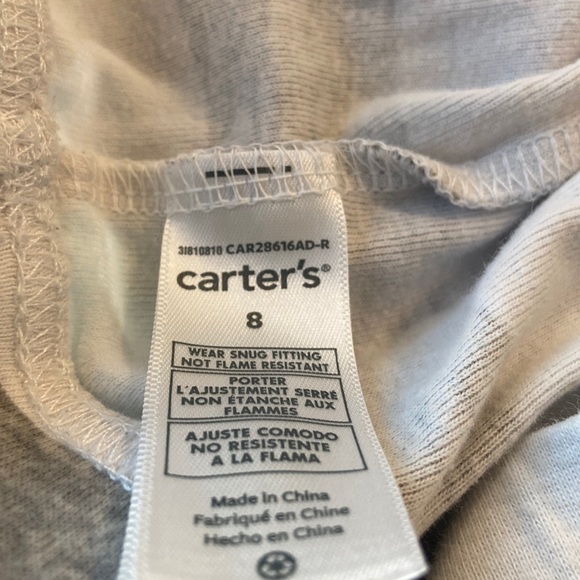 31810810 CAR28616AD-R
carter's®
8
WEAR SNUG FITTING
NOT FLAME RESISTANT
PORTER
L'AJUSTEMENT SERRÉ
NON ÉTANCHE AUX
FLAMMES
AJUSTE COMODO
NO RESISTENTE
A LA FLAMA
Made in China
Fabriqué en Chine
Hecho en China